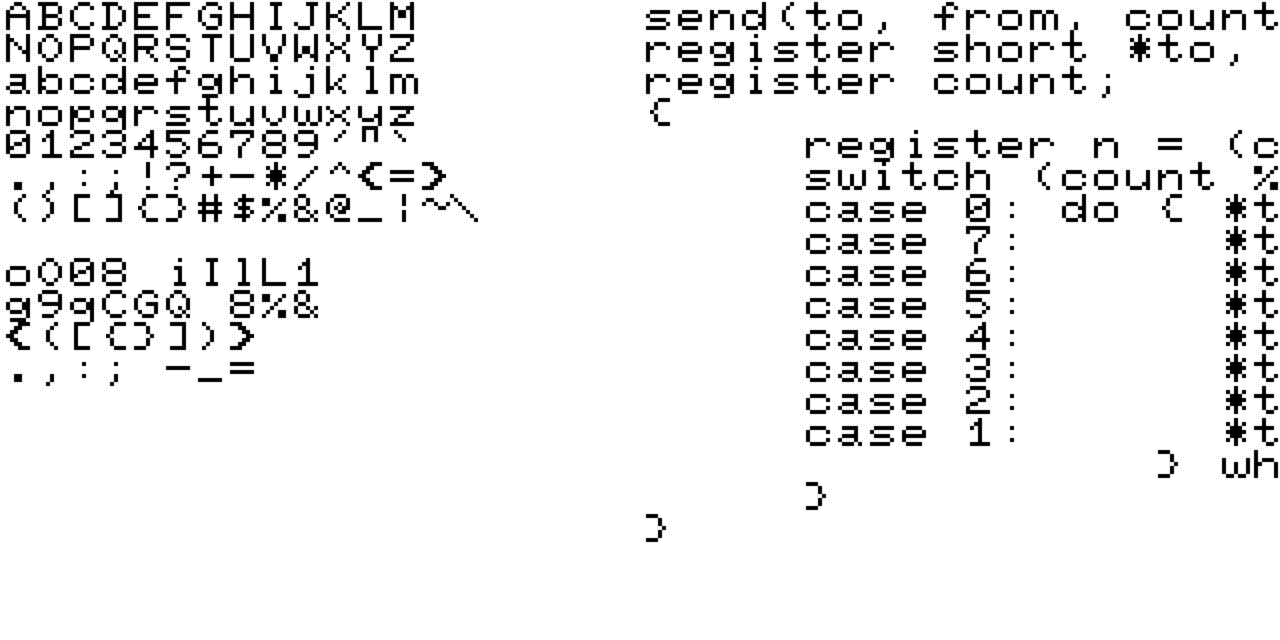 ABCDEFGHIJKLM
NOPQRSTUVWXYZ
abcdefghijklm
nopqrstuvwxyz
0123456789´"`
.,:;!?+-*/^<=>
()[]{}#$%&@_¦~\
oO08 iIlL1
g9qCGQ 8%&
<([{}])>
.,:; -_=
send(to, from, count
register short *to,
register count;
{
register n = (c
switch (count %
case 0: do { *t
case 7: *t
case 6: *t
case 5: *t
case 4: *t
case 3: *t
case 2: *t
case 1: *t
} wh
}
}